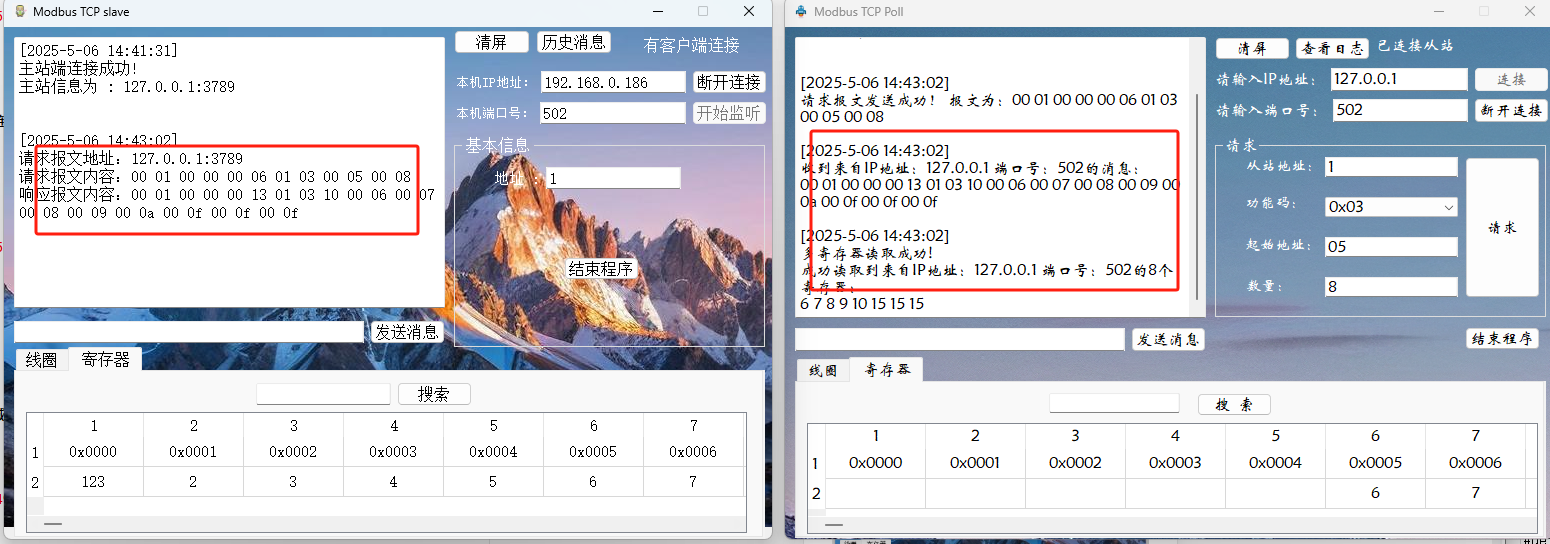 Modbus TCP slave
[2025-5-06 14:41:31]
主站端连接成功!
主站信息为 : 127.0.0.1:3789
[2025-5-06 14:43:02]
请求报文地址: 127.0.0.1:3789
请求报文内容: 00 01 00 00 00 06 01 03 00 05 00 08
响应报文内容: 00 01 00 00 00 13 01 03 10 00 06 00 07
00 08 00 09 00 0a 00 0f 00 0f 00 0f
清屏
历史消息
有客户端连接
本机IP地址:
192.168.0.186
断开连接
本机端口号:
502
开始监听
基本信息
地址 :
1
结束程序
发送消息
线圈
寄存器
搜索
1 2 3 4 5 6 7
1 0x0000 0x0001 0x0002 0x0003 0x0004 0x0005 0x0006
2 123 2 3 4 5 6 7
Modbus TCP Poll
[2025-5-06 14:43:02]
请求报文发送成功! 报文为: 00 01 00 00 00 06 01 03
00 05 00 08
[2025-5-06 14:43:02]
收到来自IP地址: 127.0.0.1 端口号: 502的消息:
00 01 00 00 00 13 01 03 10 00 06 00 07 00 08 00 09 00
0a 00 0f 00 0f 00 0f
[2025-5-06 14:43:02]
多寄存器读取成功!
成功读取到来自IP地址: 127.0.0.1 端口号: 502的8个
寄存器:
6 7 8 9 10 15 15 15
清屏
查看日志
已连接从站
请输入IP地址:
127.0.0.1
连接
请输入端口号:
502
断开连接
请求
从站地址:
1
功能码:
0x03
起始地址:
05
数量:
8
请求
发送消息
结束程序
线圈
寄存器
搜 索
1 2 3 4 5 6 7
1 0x0000 0x0001 0x0002 0x0003 0x0004 0x0005 0x0006
2 6 7